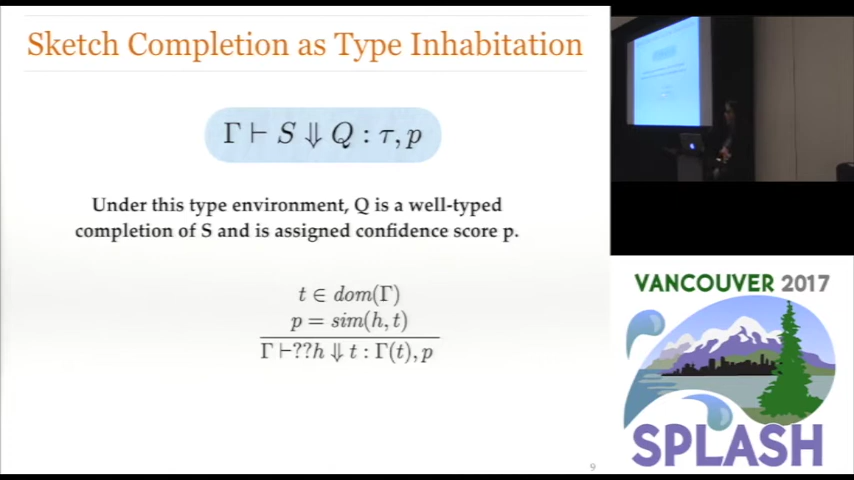 Sketch Completion as Type Inhabitation
Γ ⊢ S ⇓ Q : τ, p
Under this type environment, Q is a well-typed
completion of S and is assigned confidence score p.
t ∈ dom(Γ)
p = sim(h, t)
Γ ⊢??h ⇓ t : Γ(t), p
9
VANCOUVER 2017
SPLASH